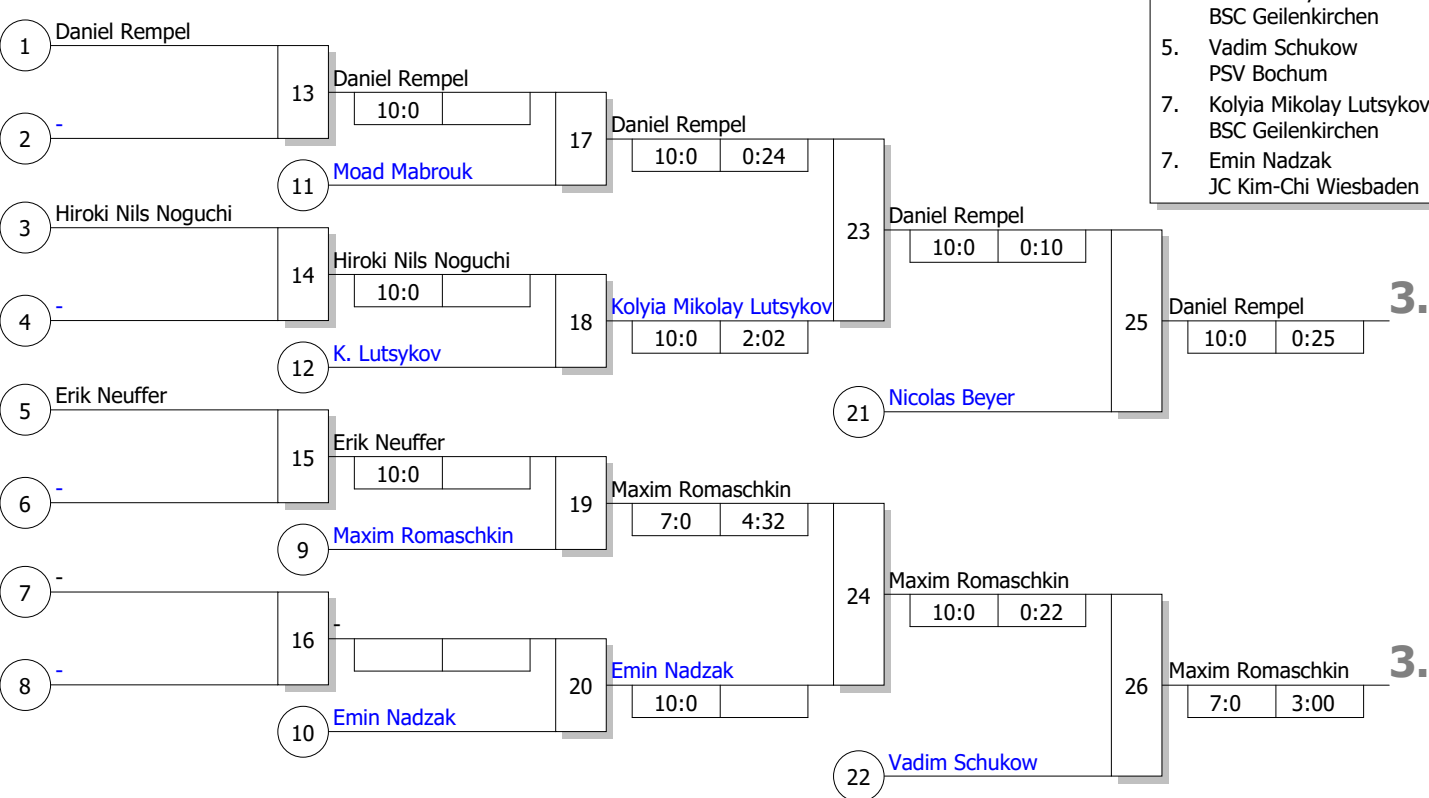 BSC Geilenkirchen
5. Vadim Schukow
PSV Bochum
7. Kolyia Mikolay Lutsykov
BSC Geilenkirchen
7. Emin Nadzak
JC Kim-Chi Wiesbaden
1 Daniel Rempel
2 -
13 Daniel Rempel
10:0
11 Moad Mabrouk
17 Daniel Rempel
10:0 0:24
3 Hiroki Nils Noguchi
4 -
14 Hiroki Nils Noguchi
10:0
12 K. Lutsykov
18 Kolyia Mikolay Lutsykov
10:0 2:02
23 Daniel Rempel
10:0 0:10
21 Nicolas Beyer
25 Daniel Rempel 3.
10:0 0:25
5 Erik Neuffer
6 -
15 Erik Neuffer
10:0
9 Maxim Romaschkin
19 Maxim Romaschkin
7:0 4:32
7 -
8 -
16 -
10 Emin Nadzak
20 Emin Nadzak
10:0
24 Maxim Romaschkin
10:0 0:22
22 Vadim Schukow
26 Maxim Romaschkin 3.
7:0 3:00